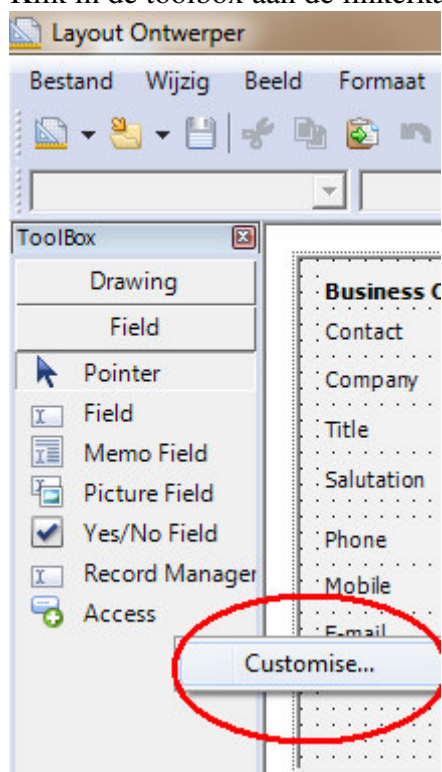 Klik in de toolbox aan de linkerka
Layout Ontwerper
Bestand Wijzig Beeld Formaat
ToolBox
Drawing
Field
Pointer
Field
Memo Field
Picture Field
Yes/No Field
Record Manager
Access
Customise...
Business C
Contact
Company
Title
Salutation
Phone
Mobile
E-mail